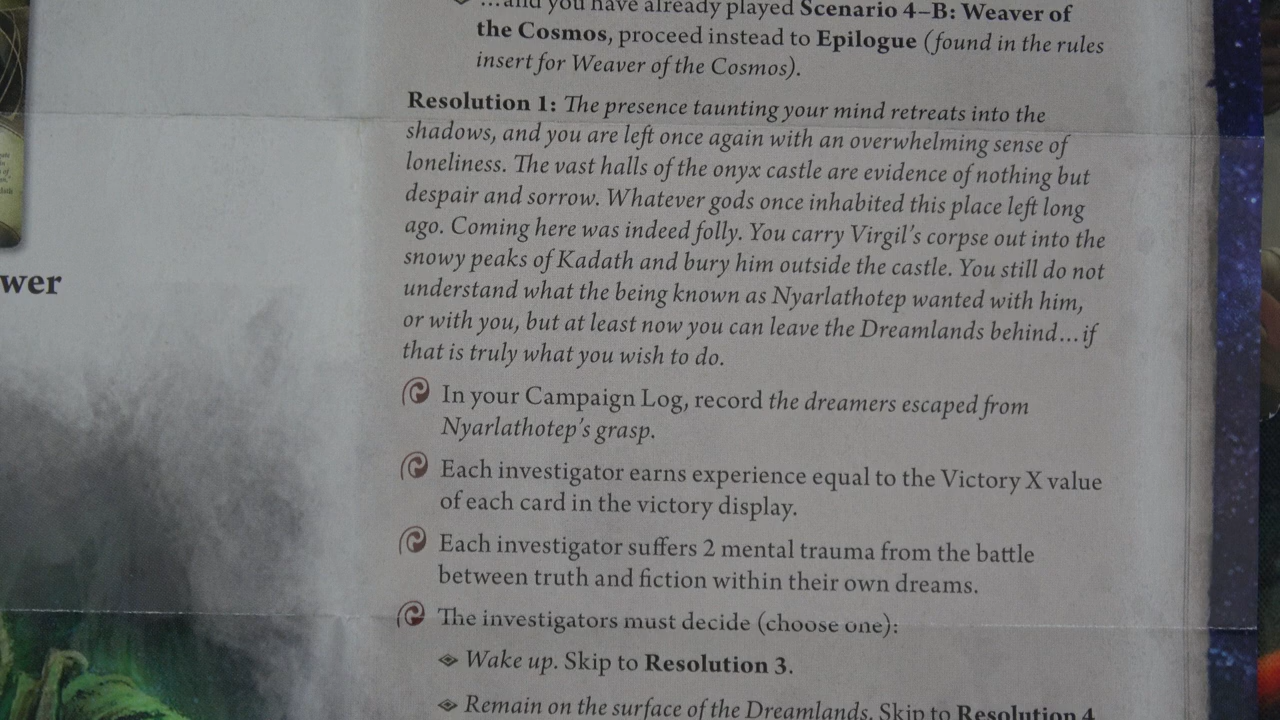 …and you have already played Scenario 4–B: Weaver of
the Cosmos, proceed instead to Epilogue (found in the rules
insert for Weaver of the Cosmos).
Resolution 1: The presence taunting your mind retreats into the
shadows, and you are left once again with an overwhelming sense of
loneliness. The vast halls of the onyx castle are evidence of nothing but
despair and sorrow. Whatever gods once inhabited this place left long
ago. Coming here was indeed folly. You carry Virgil’s corpse out into the
snowy peaks of Kadath and bury him outside the castle. You still do not
understand what the being known as Nyarlathotep wanted with him,
or with you, but at least now you can leave the Dreamlands behind…if
that is truly what you wish to do.
In your Campaign Log, record the dreamers escaped from
Nyarlathotep’s grasp.
Each investigator earns experience equal to the Victory X value
of each card in the victory display.
Each investigator suffers 2 mental trauma from the battle
between truth and fiction within their own dreams.
The investigators must decide (choose one):
Wake up. Skip to Resolution 3.
Remain on the surface of the Dreamlands. Skip to Resolution 4
wer